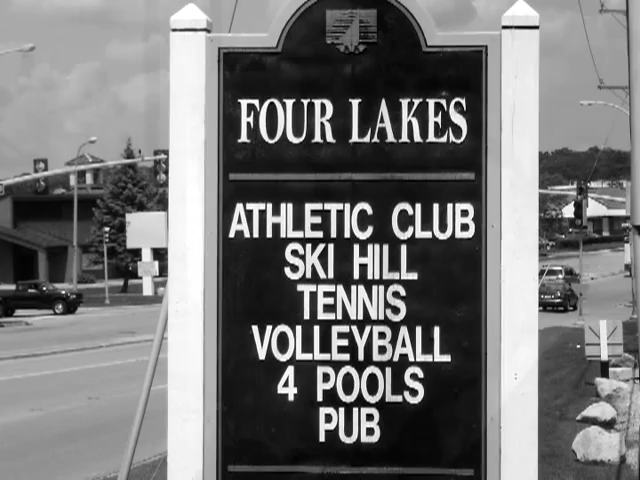 FOUR LAKES
ATHLETIC CLUB
SKI HILL
TENNIS
VOLLEYBALL
4 POOLS
PUB